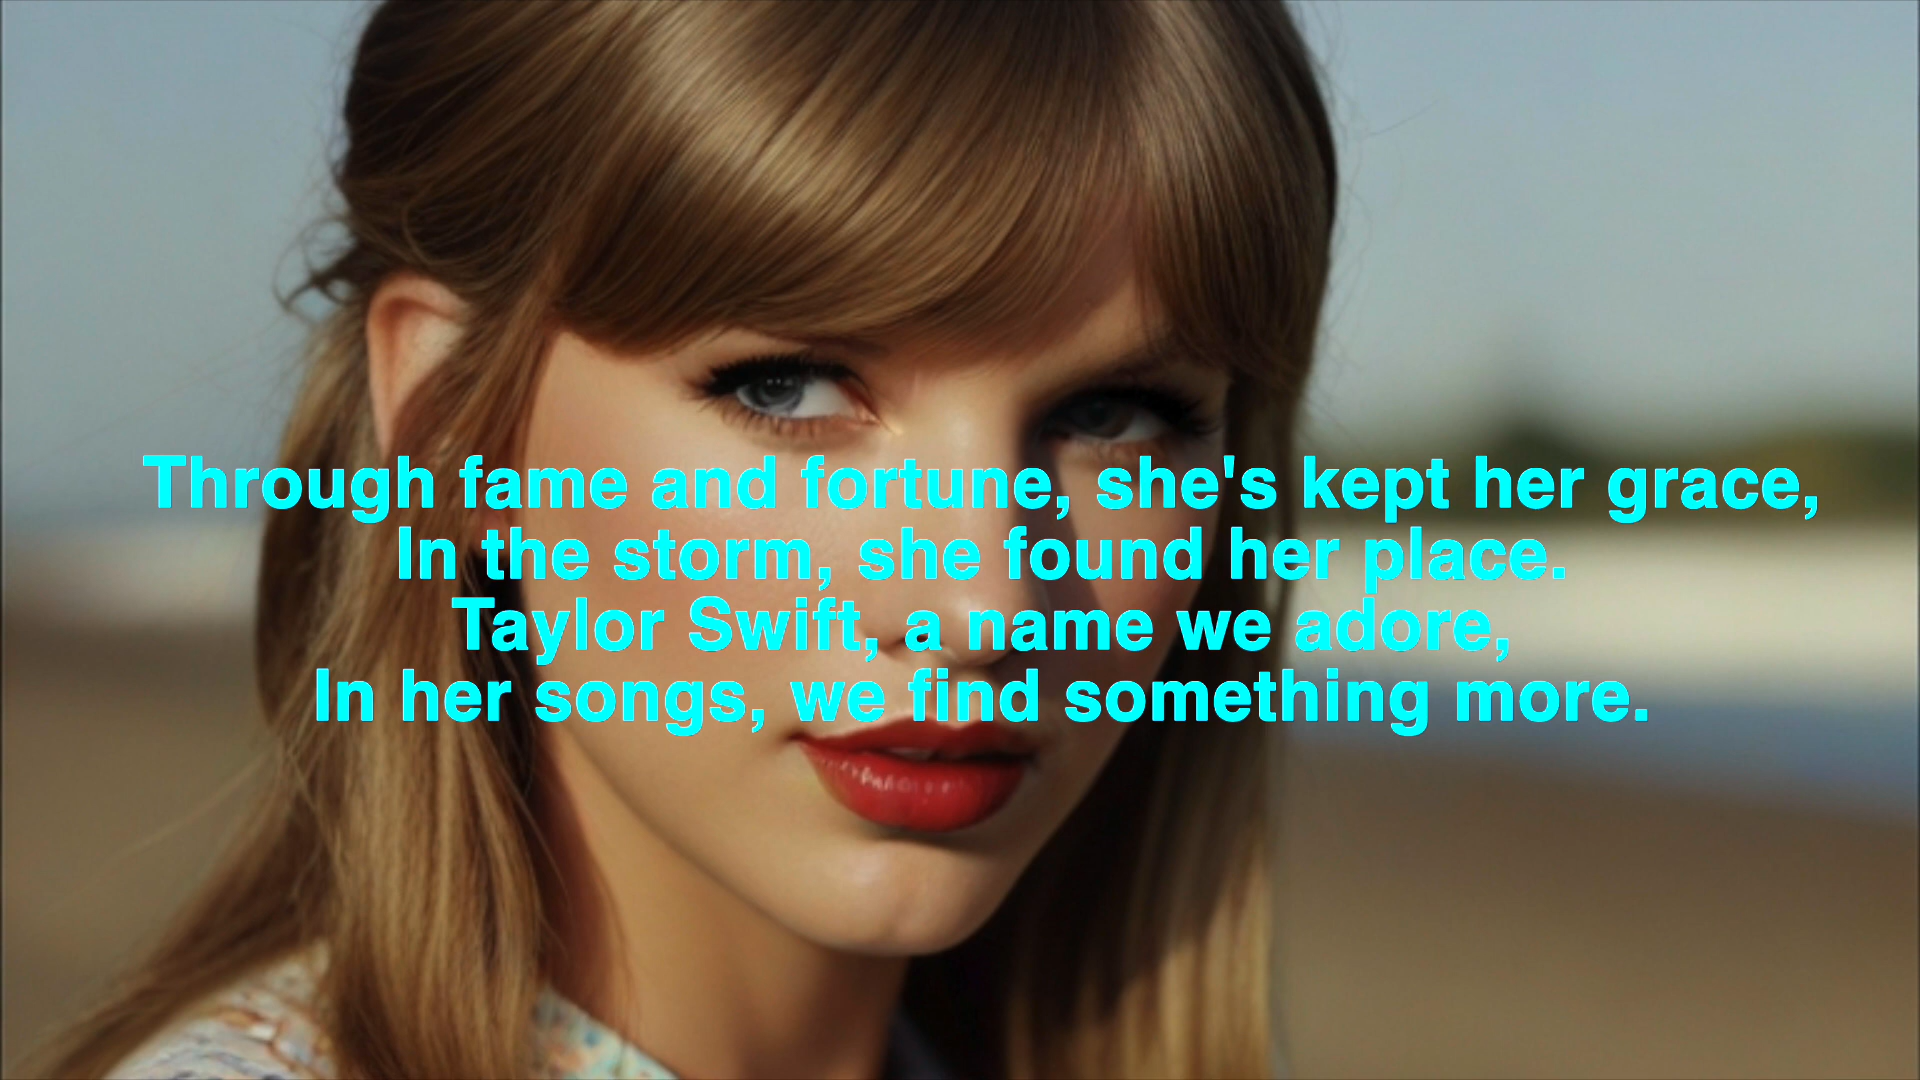 Through fame and fortune, she's kept her grace,
In the storm, she found her place.
Taylor Swift, a name we adore,
In her songs, we find something more.